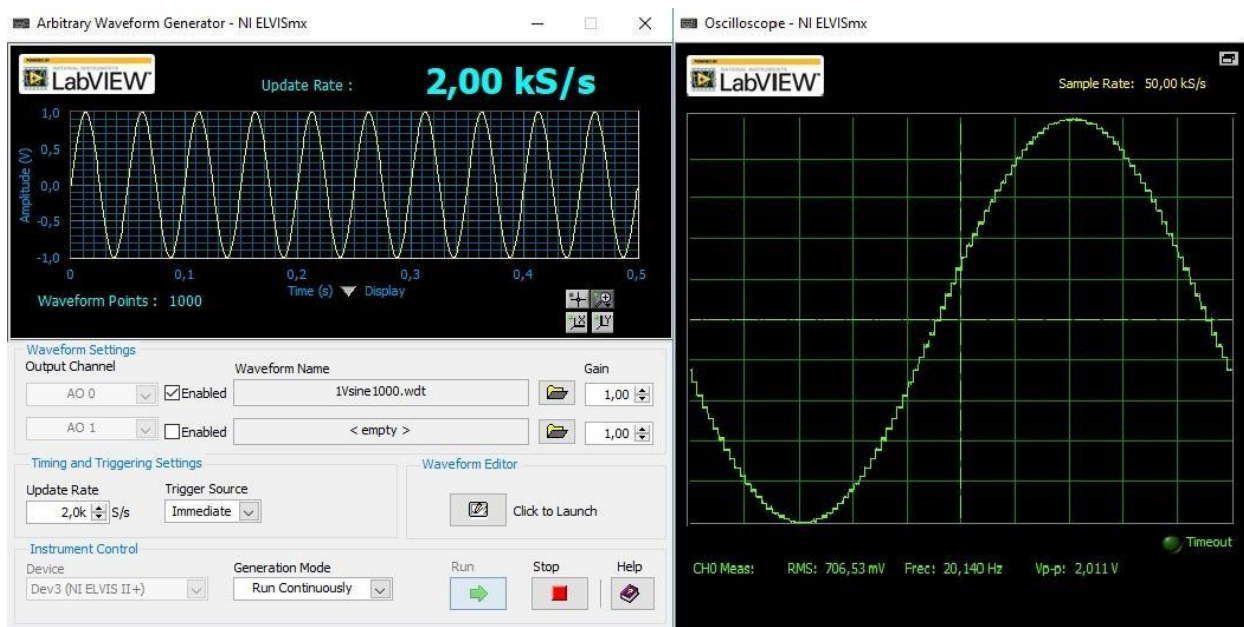 Arbitrary Waveform Generator - NI ELVISmx
LabVIEW
Update Rate :
2,00 kS/s
Amplitude (V)
1,0
0,5
0,0
-0,5
-1,0
0 0,1 0,2 0,3 0,4 0,5
Time (s) Display
Waveform Points : 1000
Waveform Settings
Output Channel Waveform Name Gain
AO 0 Enabled 1Vsine1000.wdt 1,00
AO 1 Enabled < empty > 1,00
Timing and Triggering Settings
Update Rate Trigger Source
2,0k S/s Immediate
Waveform Editor
Click to Launch
Instrument Control
Device Generation Mode Run Stop Help
Dev3 (NI ELVIS II+) Run Continuously
Oscilloscope - NI ELVISmx
LabVIEW
Sample Rate: 50,00 kS/s
Timeout
CH0 Meas: RMS: 706,53 mV Frec: 20,140 Hz Vp-p: 2,011 V